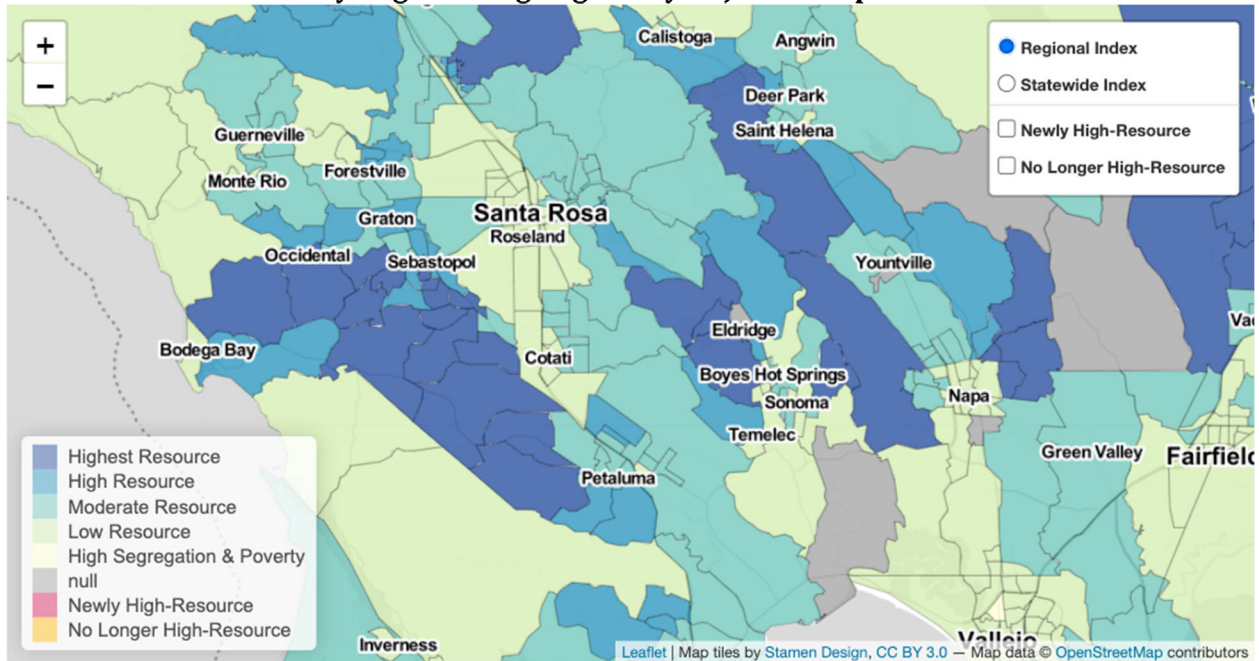 +
−
Calistoga
Angwin
Regional Index
Statewide Index
Newly High-Resource
No Longer High-Resource
Deer Park
Saint Helena
Guerneville
Forestville
Monte Rio
Graton
Santa Rosa
Roseland
Occidental
Sebastopol
Yountville
Eldridge
Bodega Bay
Cotati
Boyes Hot Springs
Sonoma
Napa
Temelec
Green Valley
Fairfield
Petaluma
Highest Resource
High Resource
Moderate Resource
Low Resource
High Segregation & Poverty
null
Newly High-Resource
No Longer High-Resource
Inverness
Vallejo
Leaflet | Map tiles by Stamen Design, CC BY 3.0 — Map data © OpenStreetMap contributors